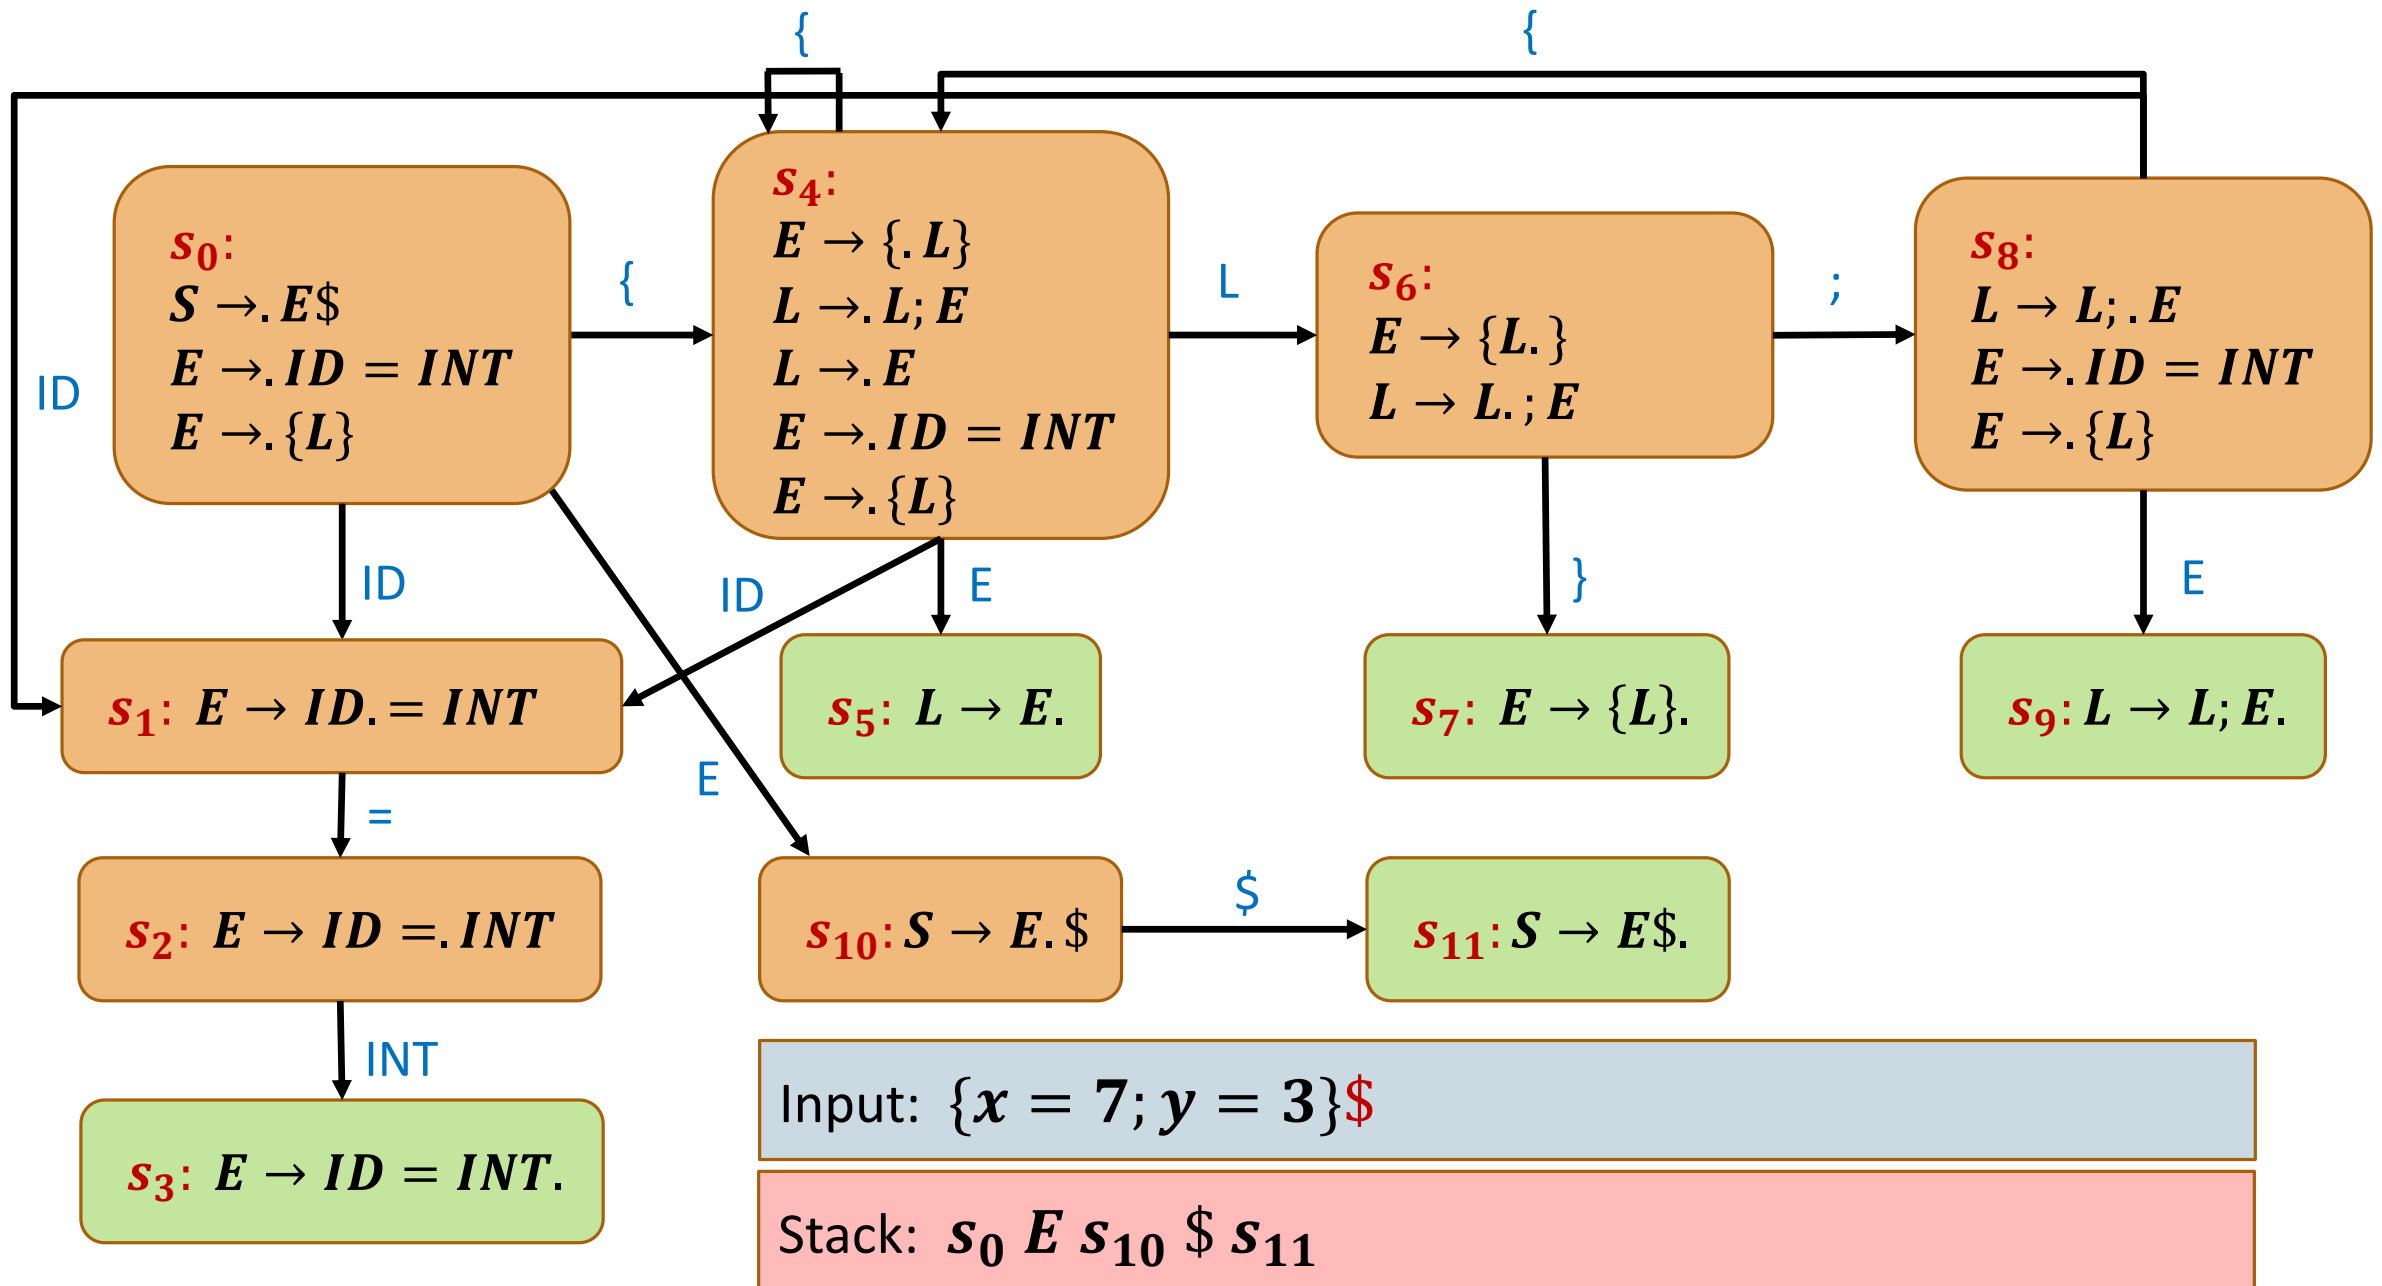 {
{
s0:
S →. E$
E →. ID = INT
E →. {L}
{
s4:
E → {. L}
L →. L; E
L →. E
E →. ID = INT
E →. {L}
L
s6:
E → {L. }
L → L. ; E
;
s8:
L → L; . E
E →. ID = INT
E →. {L}
ID
ID
ID
E
}
E
s1: E → ID. = INT
s5: L → E.
s7: E → {L}.
s9: L → L; E.
E
=
s2: E → ID =. INT
s10: S → E. $
$
s11: S → E$.
INT
s3: E → ID = INT.
Input: {x = 7; y = 3}$
Stack: s0 E s10 $ s11